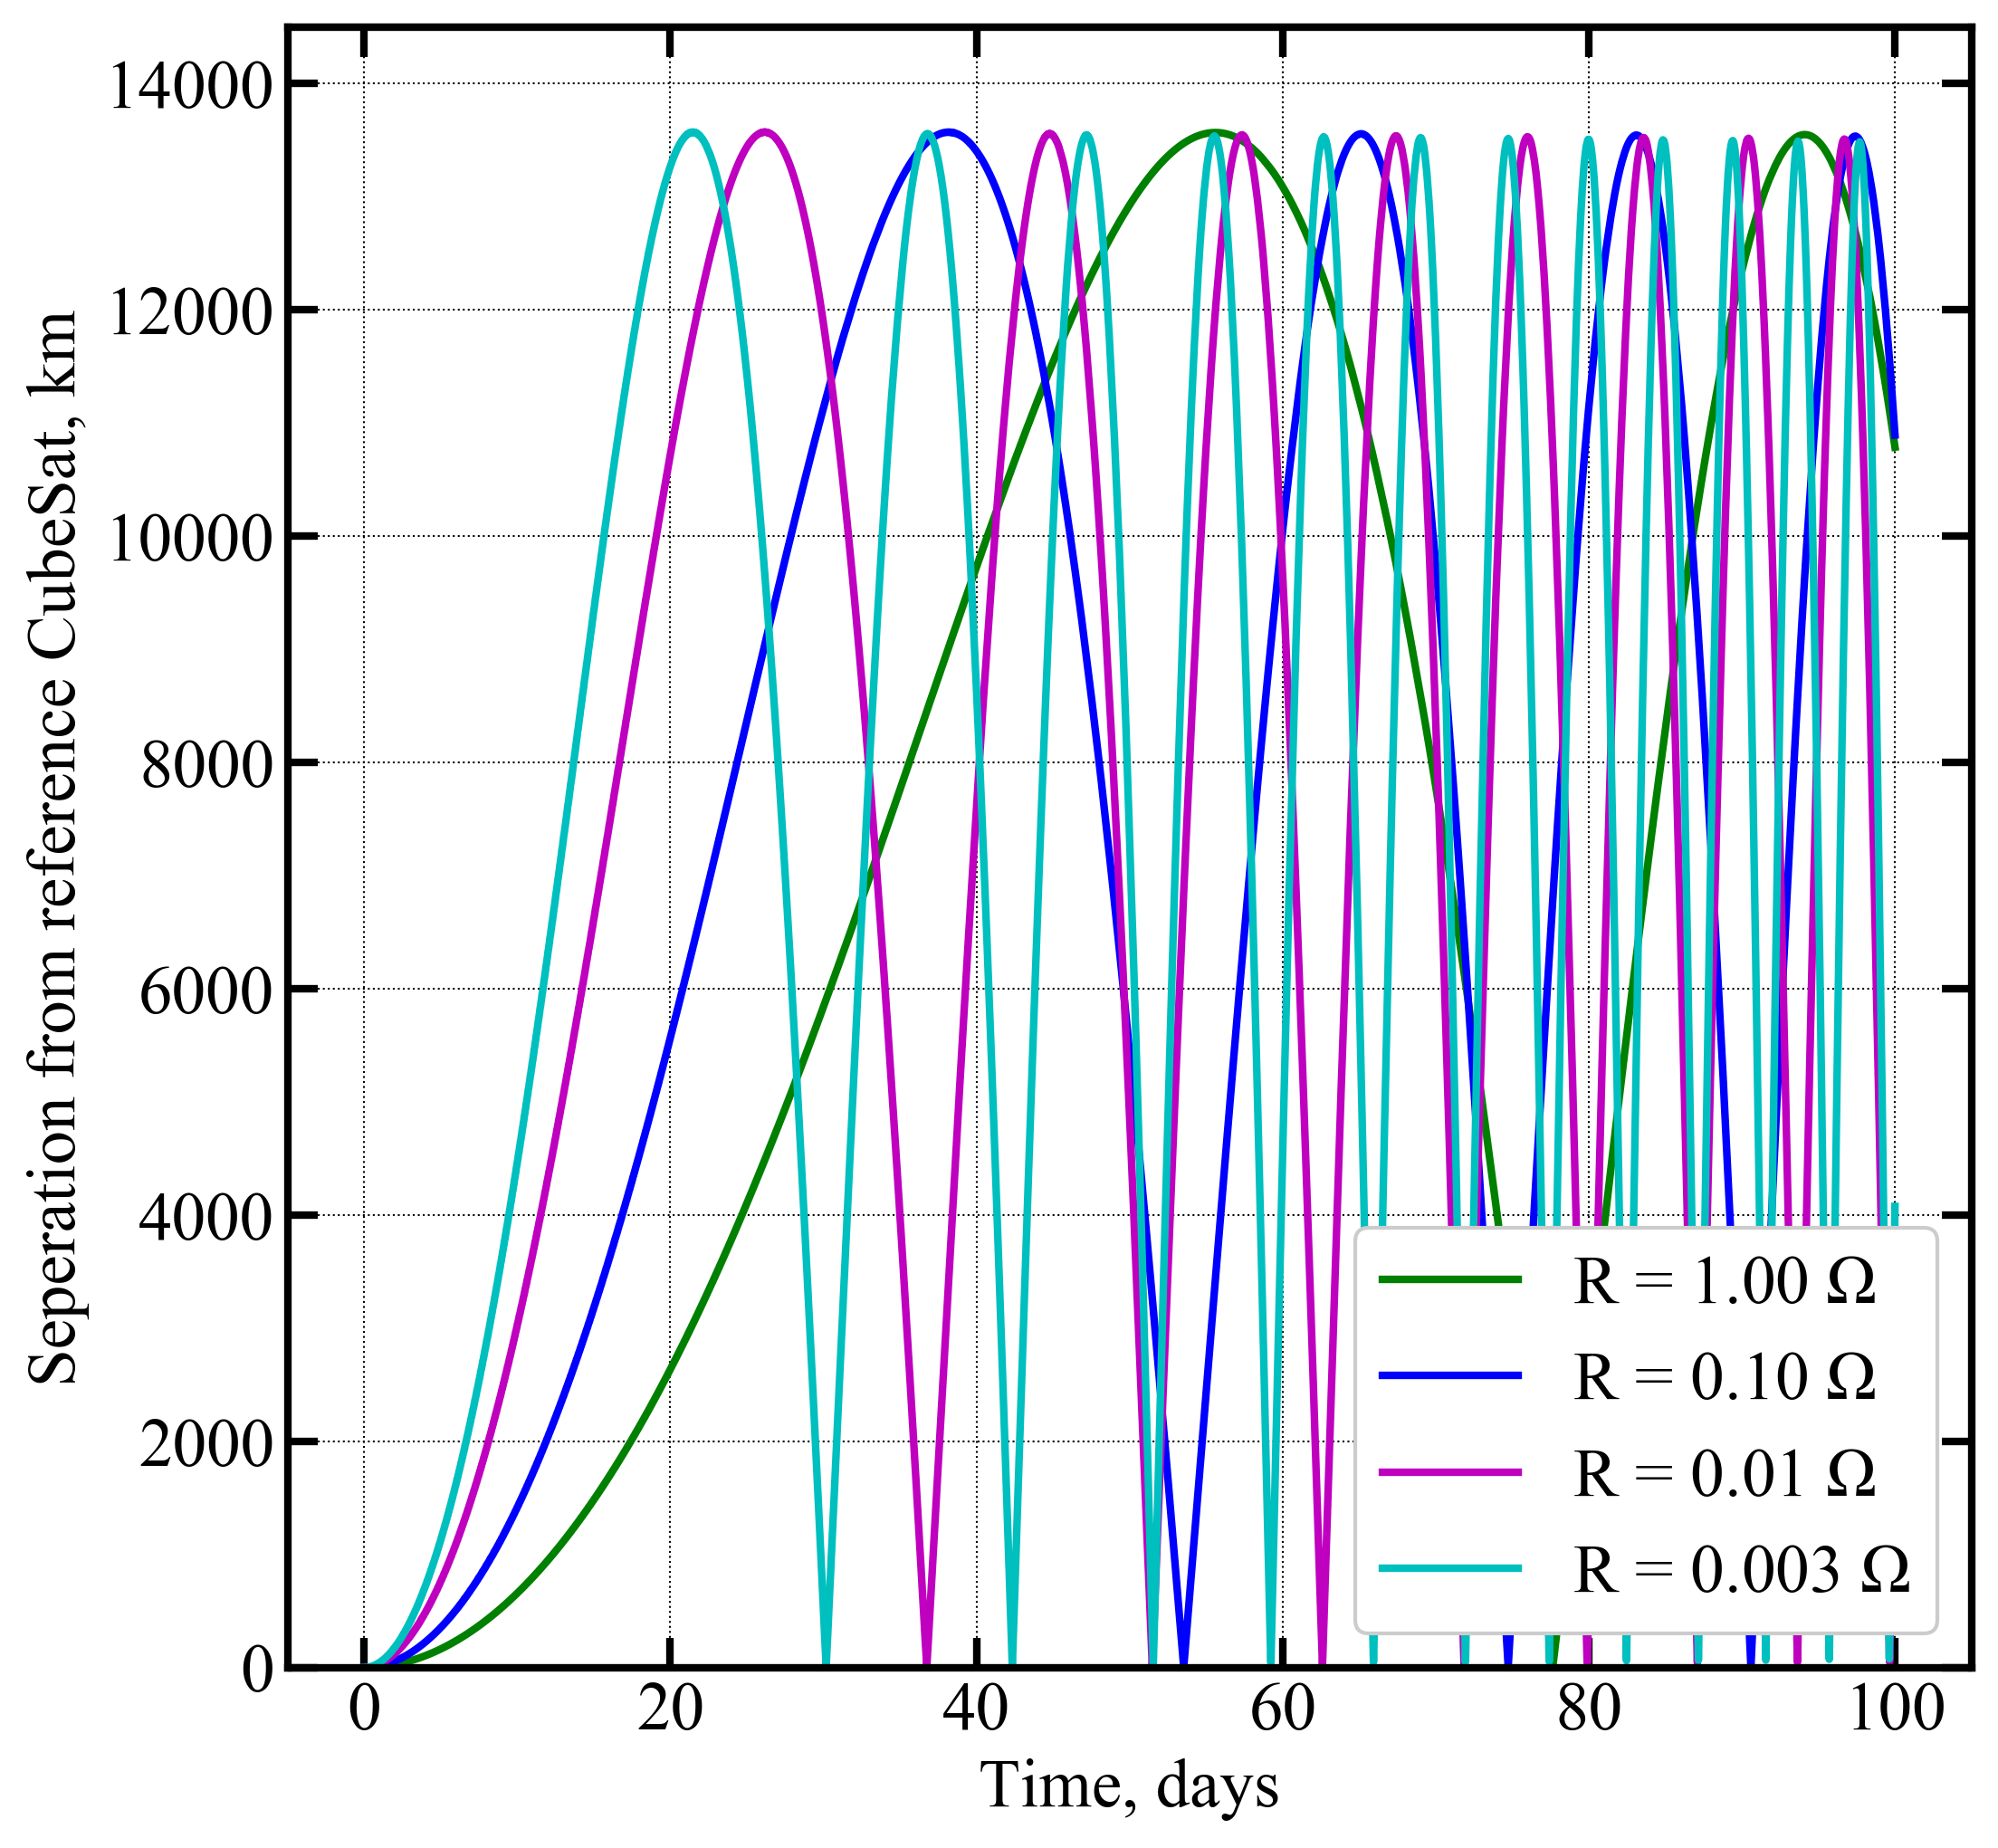 Seperation from reference CubeSat, km
14000
12000
10000
8000
6000
4000
2000
0
R = 1.00 Ω
R = 0.10 Ω
R = 0.01 Ω
R = 0.003 Ω
0 20 40 60 80 100
Time, days